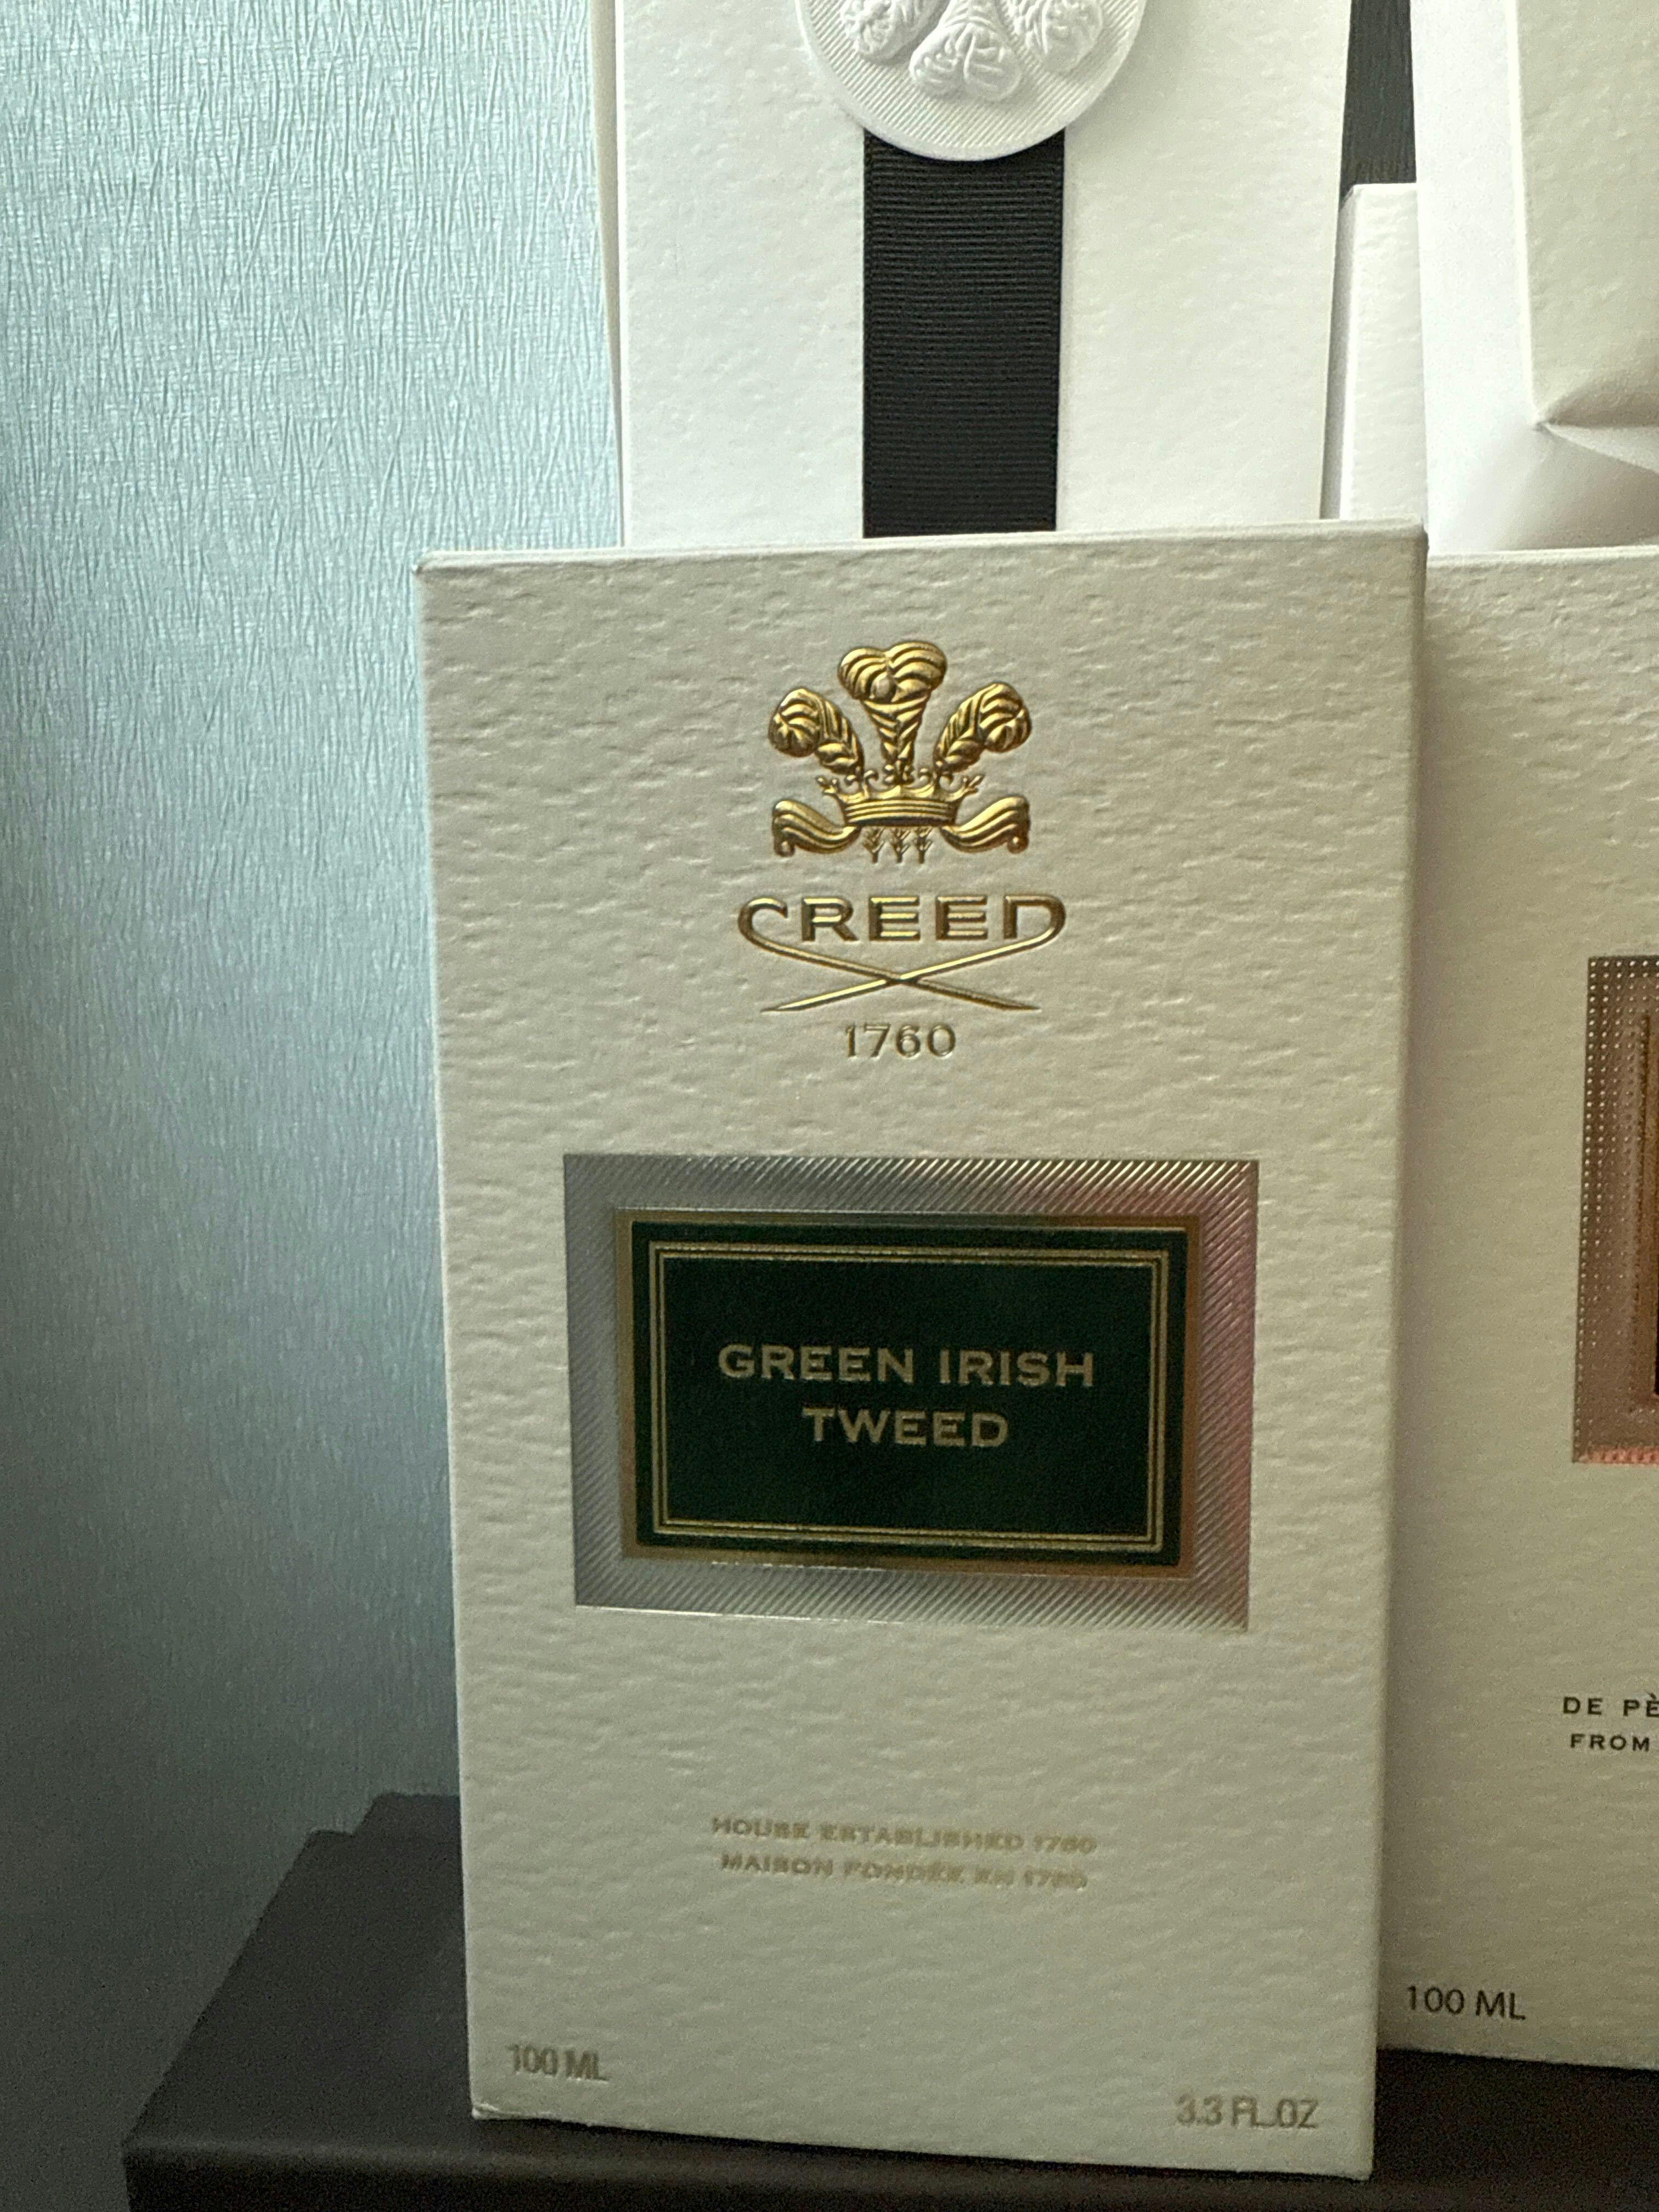 CREED
1760
GREEN IRISH
TWEED
HOUSE ESTABLISHED 1760
MAISON FONDÉE EN 1760
100 ML
3.3 FL.OZ
DE PÈ
FROM
100 ML